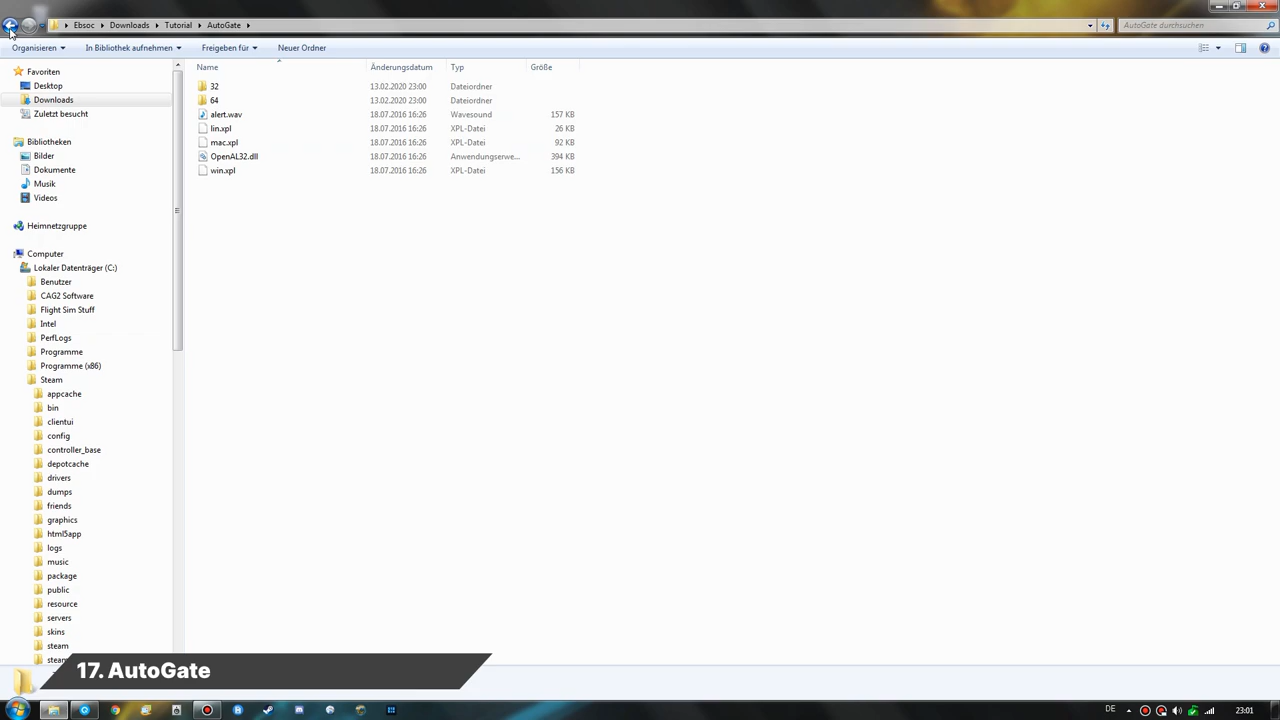 Ebsoc Downloads Tutorial AutoGate
AutoGate durchsuchen
Organisieren In Bibliothek aufnehmen Freigeben für Neuer Ordner
Favoriten
Desktop
Downloads
Zuletzt besucht
Bibliotheken
Bilder
Dokumente
Musik
Videos
Heimnetzgruppe
Computer
Lokaler Datenträger (C:)
Benutzer
CAG2 Software
Flight Sim Stuff
Intel
PerfLogs
Programme
Programme (x86)
Steam
appcache
bin
clientui
config
controller_base
depotcache
drivers
dumps
friends
graphics
html5app
logs
music
package
public
resource
servers
skins
steam
Name Änderungsdatum Typ Größe
32 13.02.2020 23:00 Dateiordner
64 13.02.2020 23:00 Dateiordner
alert.wav 18.07.2016 16:26 Wavesound 157 KB
lin.xpl 18.07.2016 16:26 XPL-Datei 26 KB
mac.xpl 18.07.2016 16:26 XPL-Datei 92 KB
OpenAL32.dll 18.07.2016 16:26 Anwendungserwe... 394 KB
win.xpl 18.07.2016 16:26 XPL-Datei 156 KB
17. AutoGate
DE 23:01